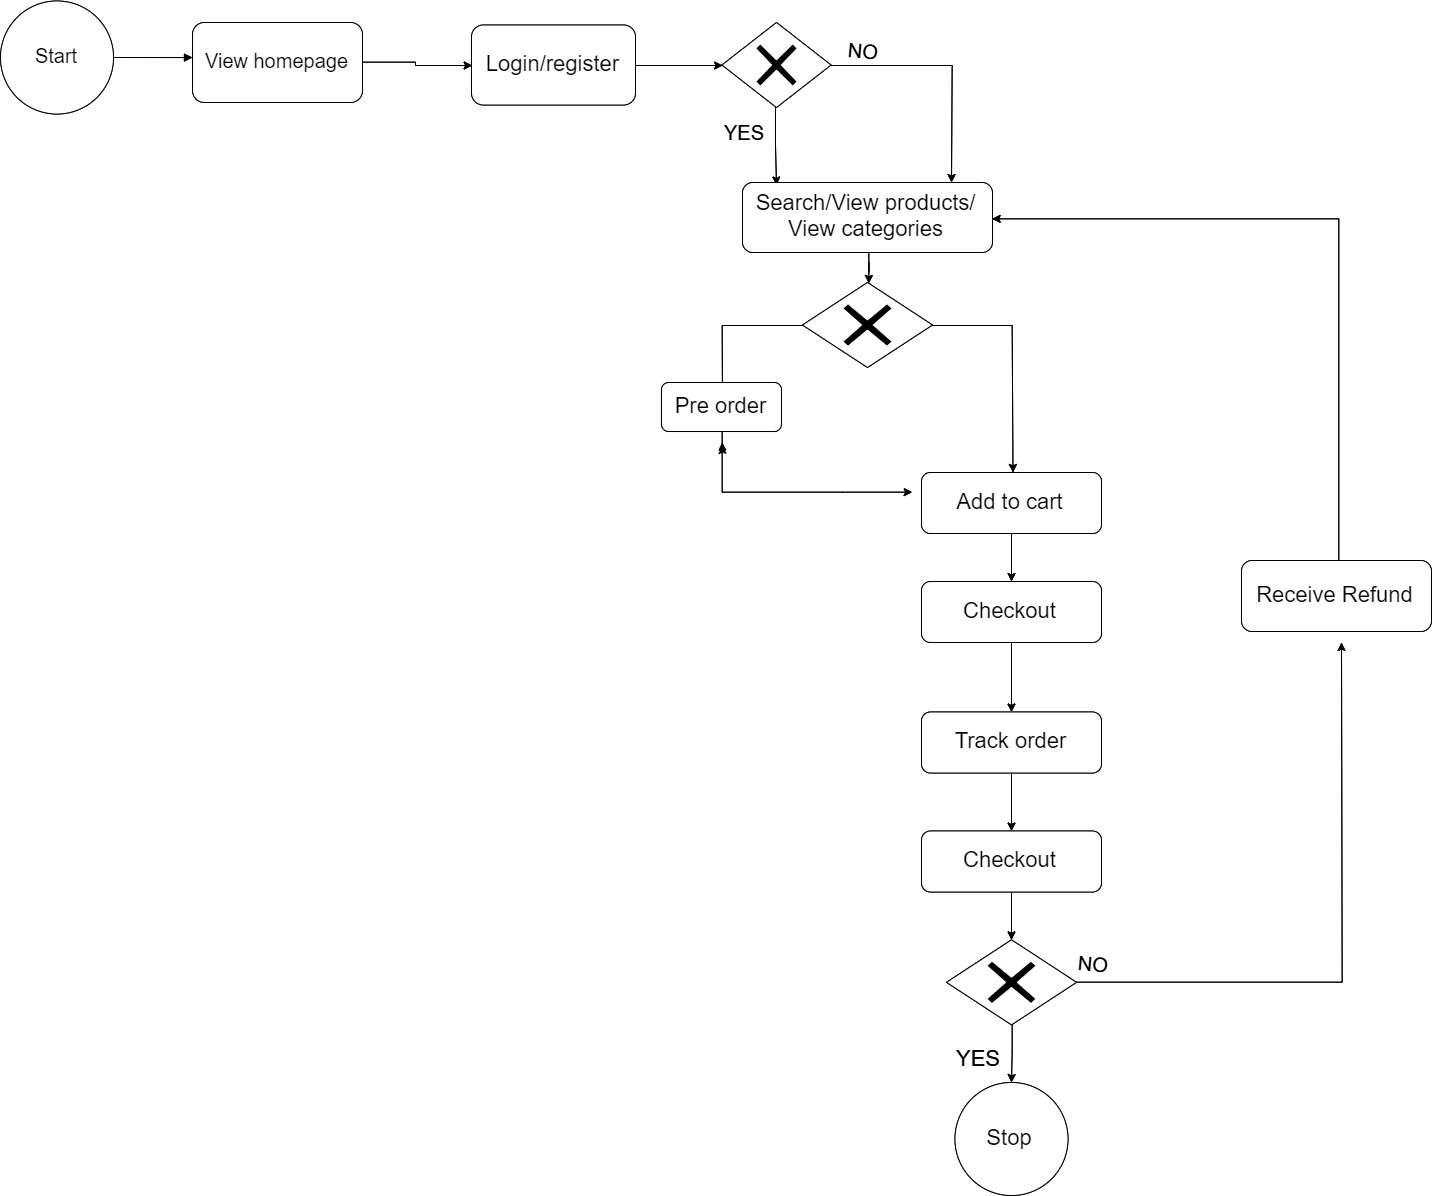 Start
View homepage
Login/register
NO
YES
Search/View products/
View categories
Pre order
Add to cart
Checkout
Receive Refund
Track order
Checkout
NO
YES
Stop